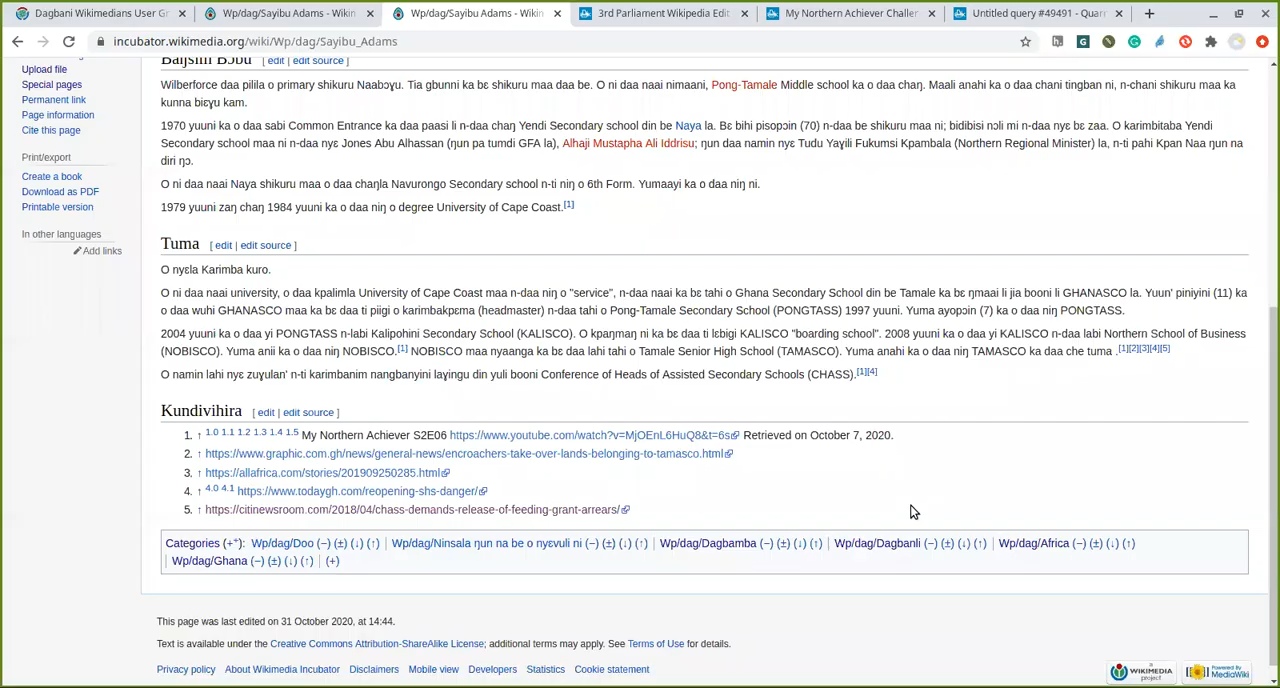 Dagbani Wikimedians User Gr
Wp/dag/Sayibu Adams - Wikin
Wp/dag/Sayibu Adams - Wikin
3rd Parliament Wikipedia Edit
My Northern Achiever Challer
Untitled query #49491 - Quarr
incubator.wikimedia.org/wiki/Wp/dag/Sayibu_Adams
Upload file
Special pages
Permanent link
Page information
Cite this page
Print/export
Create a book
Download as PDF
Printable version
In other languages
Add links
Baŋsim Bɔbu [ edit | edit source ]
Wilberforce daa pilila o primary shikuru Naabɔɣu. Tia gbunni ka bɛ shikuru maa daa be. O ni daa naai nimaani, Pong-Tamale Middle school ka o daa chaŋ. Maali anahi ka o daa chani tingban ni, n-chani shikuru maa ka
kunna biɛɣu kam.
1970 yuuni ka o daa sabi Common Entrance ka daa paasi li n-daa chaŋ Yendi Secondary school din be Naya la. Bɛ bihi pisopɔin (70) n-daa be shikuru maa ni; bidibisi nɔli mi n-daa nyɛ bɛ zaa. O karimbitaba Yendi
Secondary school maa ni n-daa nyɛ Jones Abu Alhassan (ŋun pa tumdi GFA la), Alhaji Mustapha Ali Iddrisu; ŋun daa namin nyɛ Tudu Yaɣili Fukumsi Kpambala (Northern Regional Minister) la, n-ti pahi Kpan Naa ŋun na
diri ŋɔ.
O ni daa naai Naya shikuru maa o daa chaŋla Navurongo Secondary school n-ti niŋ o 6th Form. Yumaayi ka o daa niŋ ni.
1979 yuuni zaŋ chaŋ 1984 yuuni ka o daa niŋ o degree University of Cape Coast.[1]
Tuma [ edit | edit source ]
O nyɛla Karimba kuro.
O ni daa naai university, o daa kpalimla University of Cape Coast maa n-daa niŋ o "service", n-daa naai ka bɛ tahi o Ghana Secondary School din be Tamale ka bɛ ŋmaai li jia booni li GHANASCO la. Yuun' piniyini (11) ka
o daa wuhi GHANASCO maa ka bɛ daa ti piigi o karimbakpɛma (headmaster) n-daa tahi o Pong-Tamale Secondary School (PONGTASS) 1997 yuuni. Yuma ayopɔin (7) ka o daa niŋ PONGTASS.
2004 yuuni ka o daa yi PONGTASS n-labi Kalipohini Secondary School (KALISCO). O kpaŋmaŋ ni ka bɛ daa ti lɛbigi KALISCO "boarding school". 2008 yuuni ka o daa yi KALISCO n-daa labi Northern School of Business
(NOBISCO). Yuma anii ka o daa niŋ NOBISCO.[1] NOBISCO maa nyaanga ka bɛ daa lahi tahi o Tamale Senior High School (TAMASCO). Yuma anahi ka o daa niŋ TAMASCO ka daa che tuma .[1][2][3][4][5]
O namin lahi nyɛ zuɣulan' n-ti karimbanim nangbanyini laɣingu din yuli booni Conference of Heads of Assisted Secondary Schools (CHASS).[1][4]
Kundivihira [ edit | edit source ]
1. ↑ 1.0 1.1 1.2 1.3 1.4 1.5 My Northern Achiever S2E06 https://www.youtube.com/watch?v=MjOEnL6HuQ8&t=6s Retrieved on October 7, 2020.
2. ↑ https://www.graphic.com.gh/news/general-news/encroachers-take-over-lands-belonging-to-tamasco.html
3. ↑ https://allafrica.com/stories/201909250285.html
4. ↑ 4.0 4.1 https://www.todaygh.com/reopening-shs-danger/
5. ↑ https://citinewsroom.com/2018/04/chass-demands-release-of-feeding-grant-arrears/
Categories (++): Wp/dag/Doo (−) (±) (↓) (↑) | Wp/dag/Ninsala ŋun na be o nyɛvuli ni (−) (±) (↓) (↑) | Wp/dag/Dagbamba (−) (±) (↓) (↑) | Wp/dag/Dagbanli (−) (±) (↓) (↑) | Wp/dag/Africa (−) (±) (↓) (↑)
| Wp/dag/Ghana (−) (±) (↓) (↑) | (+)
This page was last edited on 31 October 2020, at 14:44.
Text is available under the Creative Commons Attribution-ShareAlike License; additional terms may apply. See Terms of Use for details.
Privacy policy About Wikimedia Incubator Disclaimers Mobile view Developers Statistics Cookie statement
a WIKIMEDIA project
Powered By MediaWiki